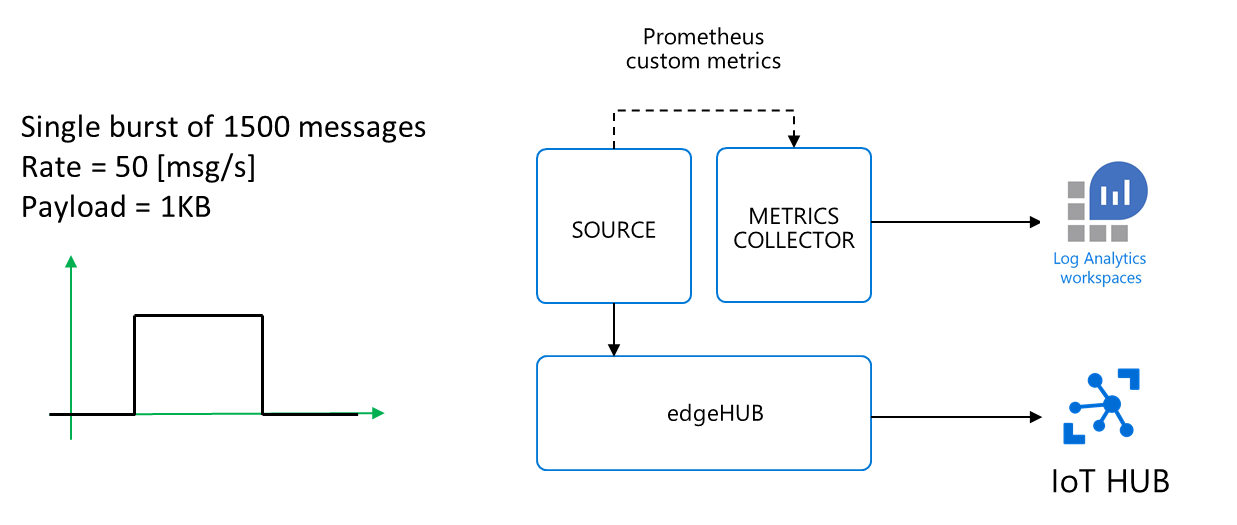 Single burst of 1500 messages
Rate = 50 [msg/s]
Payload = 1KB
Prometheus
custom metrics
SOURCE
METRICS
COLLECTOR
Log Analytics
workspaces
edgeHUB
IoT HUB